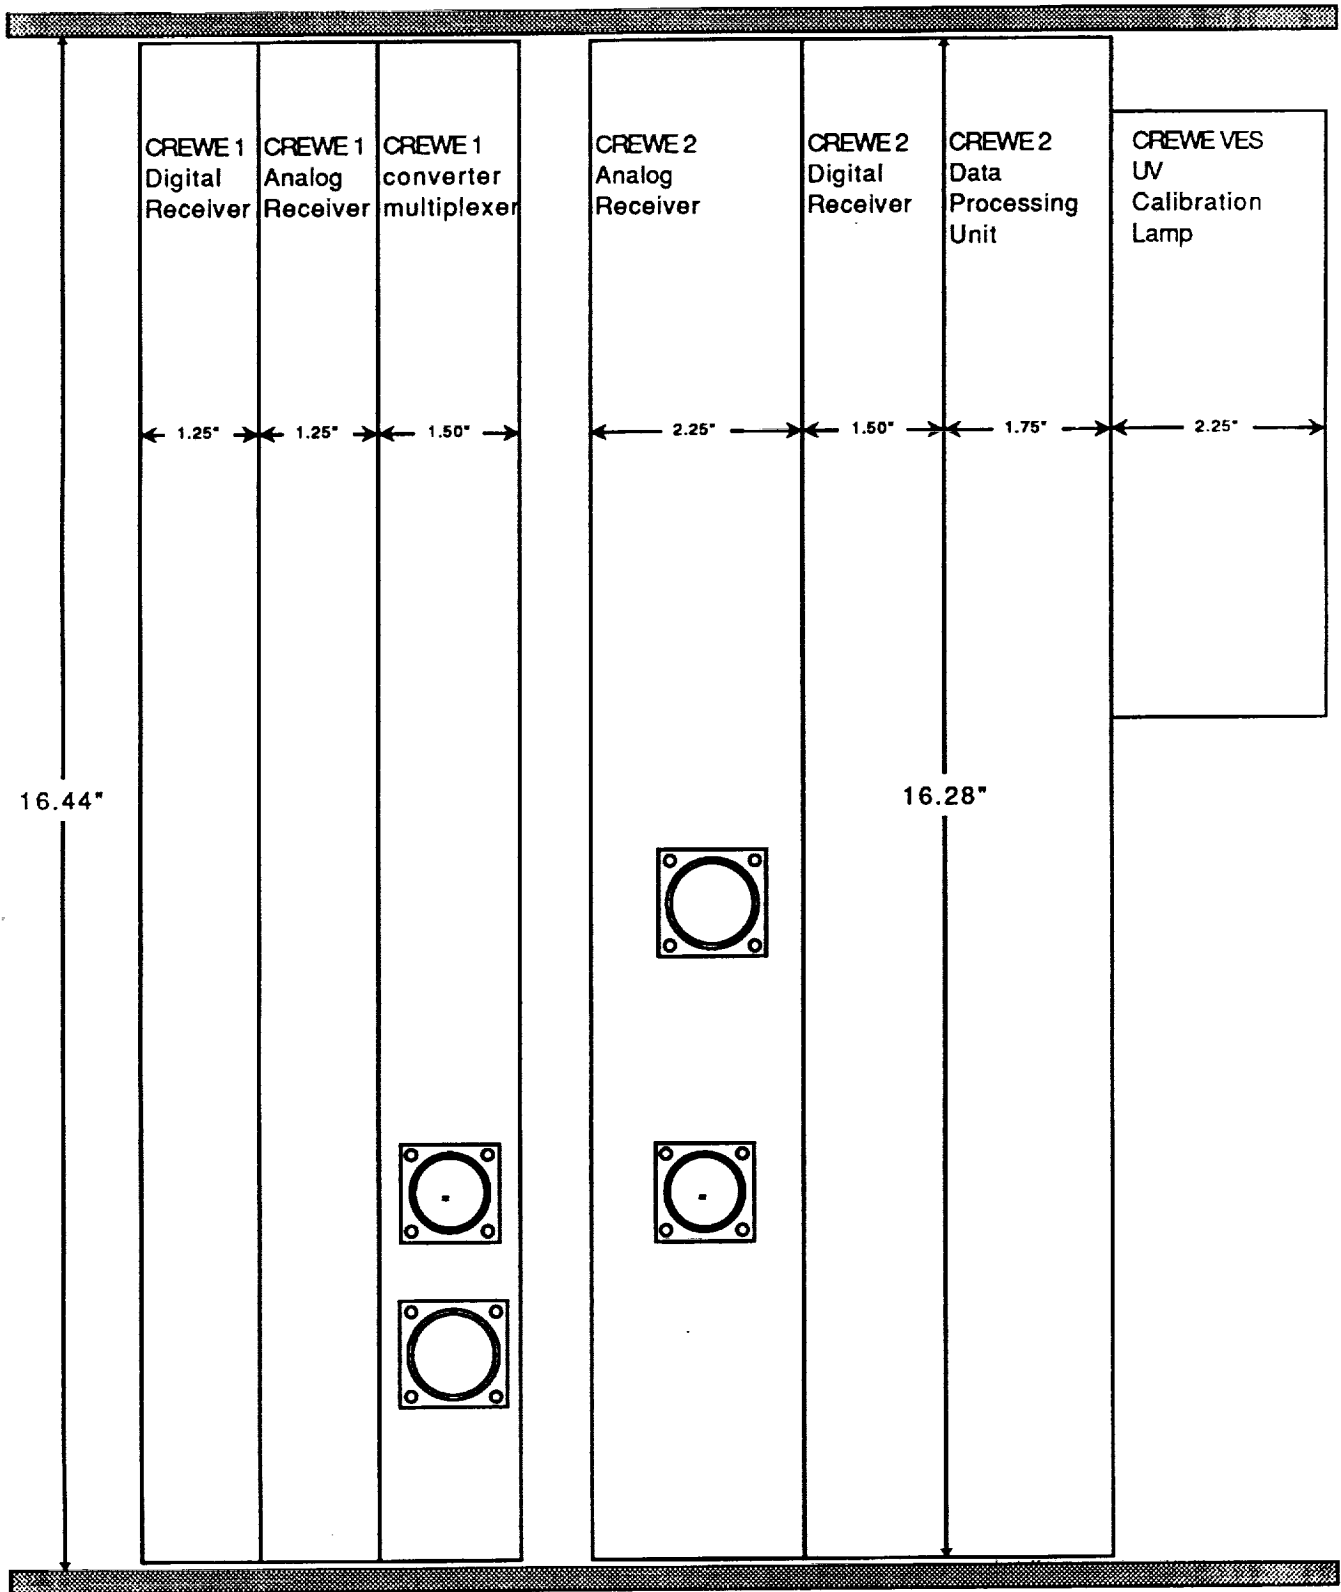 CREWE 1
Digital
Receiver
CREWE 1
Analog
Receiver
CREWE 1
converter
multiplexer
CREWE 2
Analog
Receiver
CREWE 2
Digital
Receiver
CREWE 2
Data
Processing
Unit
CREWE VES
UV
Calibration
Lamp
1.25"
1.25"
1.50"
2.25"
1.50"
1.75"
2.25"
16.44"
16.28"